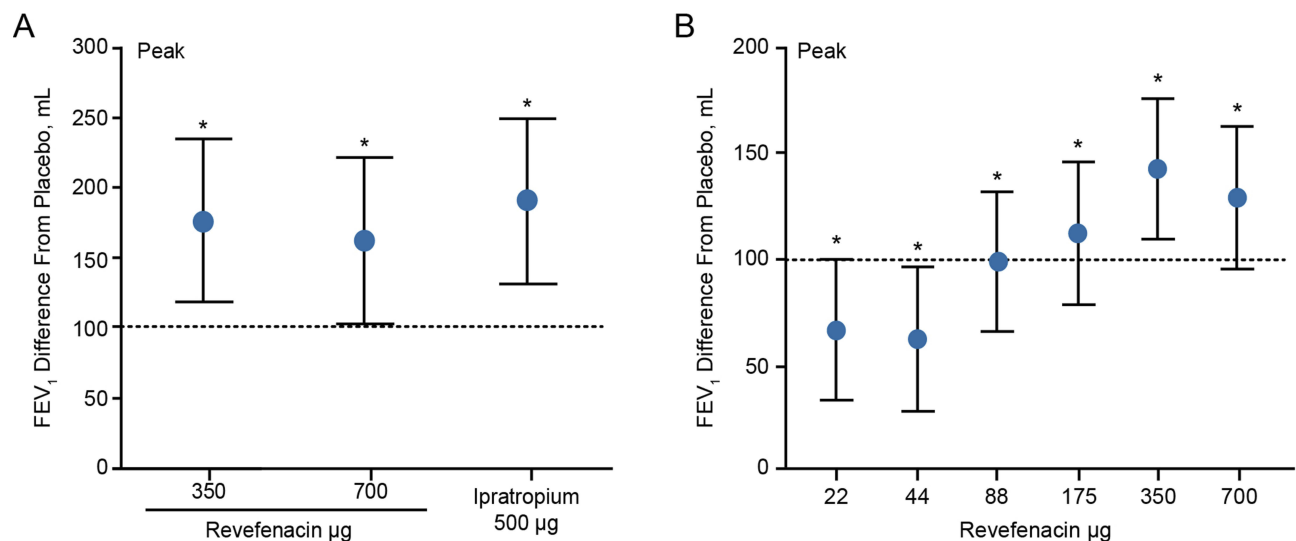 A
Peak
FEV₁ Difference From Placebo, mL
300
250
200
150
100
50
0
*
*
*
350
700
Ipratropium
500 µg
Revefenacin µg
B
Peak
FEV₁ Difference From Placebo, mL
200
150
100
50
0
*
*
*
*
*
*
22
44
88
175
350
700
Revefenacin µg